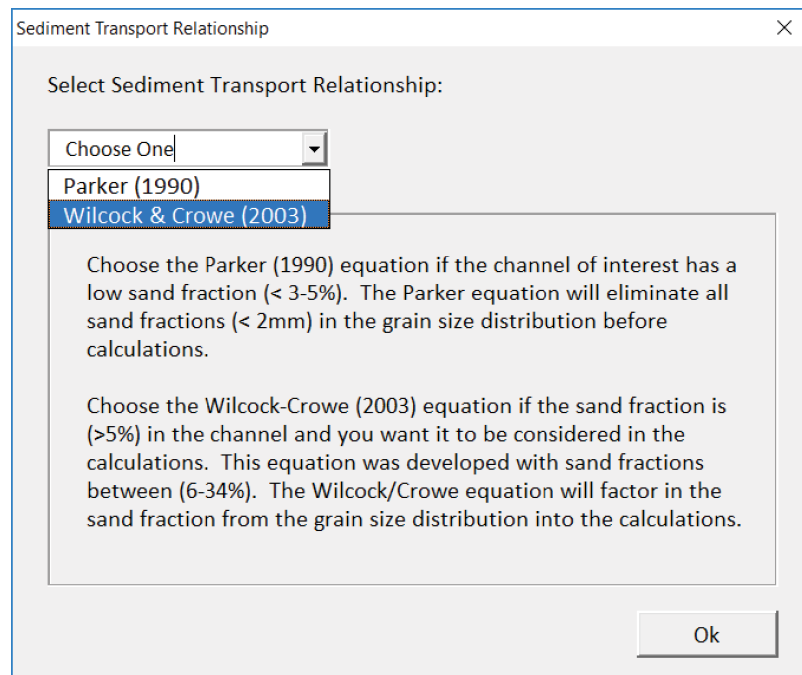 Sediment Transport Relationship
Select Sediment Transport Relationship:
Choose One
Parker (1990)
Wilcock & Crowe (2003)
Choose the Parker (1990) equation if the channel of interest has a
low sand fraction (< 3-5%).  The Parker equation will eliminate all
sand fractions (< 2mm) in the grain size distribution before
calculations.
Choose the Wilcock-Crowe (2003) equation if the sand fraction is
(>5%) in the channel and you want it to be considered in the
calculations.  This equation was developed with sand fractions
between (6-34%).  The Wilcock/Crowe equation will factor in the
sand fraction from the grain size distribution into the calculations.
Ok